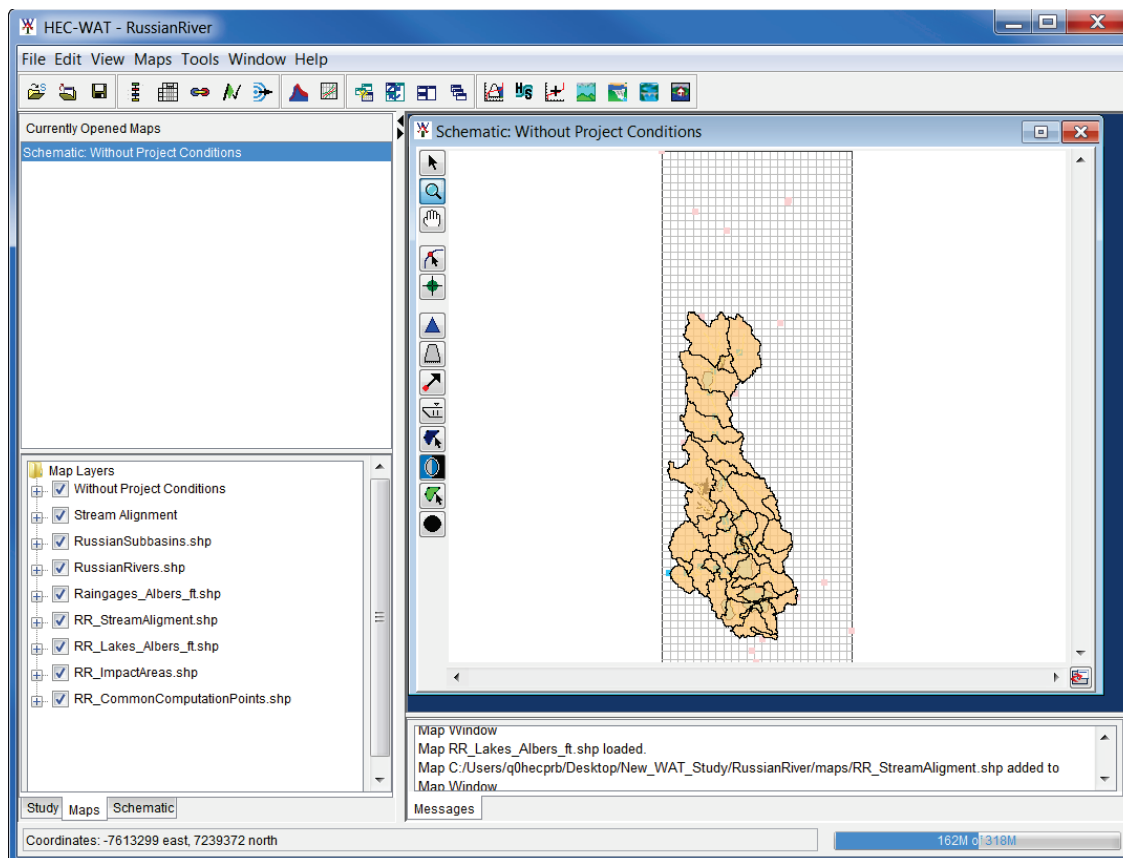 HEC-WAT - RussianRiver
File Edit View Maps Tools Window Help
Currently Opened Maps
Schematic: Without Project Conditions
Map Layers
Without Project Conditions
Stream Alignment
RussianSubbasins.shp
RussianRivers.shp
Raingages_Albers_ft.shp
RR_StreamAligment.shp
RR_Lakes_Albers_ft.shp
RR_ImpactAreas.shp
RR_CommonComputationPoints.shp
Study Maps Schematic
Schematic: Without Project Conditions
Map Window
Map RR_Lakes_Albers_ft.shp loaded.
Map C:/Users/q0hecprb/Desktop/New_WAT_Study/RussianRiver/maps/RR_StreamAligment.shp added to
Map Window
Messages
Coordinates: -7613299 east, 7239372 north
162M of 318M